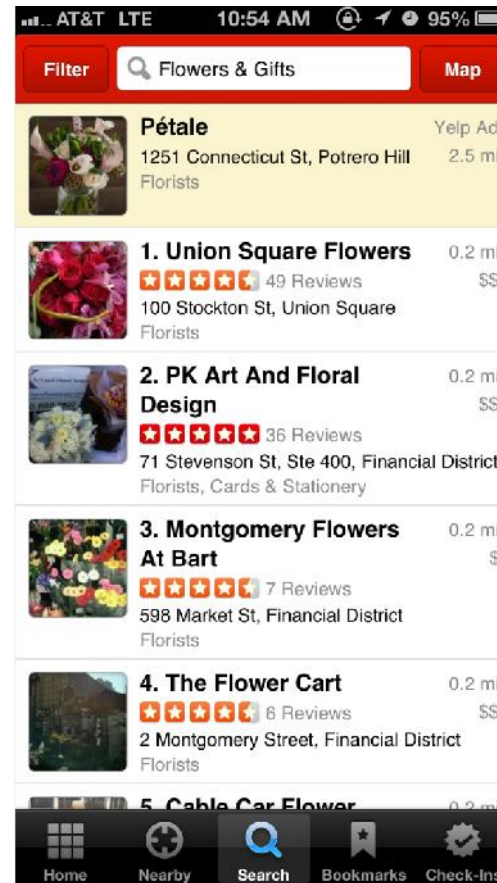 AT&T LTE 10:54 AM 95%
Filter Flowers & Gifts Map
Pétale Yelp Ad
1251 Connecticut St, Potrero Hill 2.5 mi
Florists
1. Union Square Flowers 0.2 mi
49 Reviews $$
100 Stockton St, Union Square
Florists
2. PK Art And Floral 0.2 mi
Design $$
36 Reviews
71 Stevenson St, Ste 400, Financial District
Florists, Cards & Stationery
3. Montgomery Flowers 0.2 mi
At Bart $
7 Reviews
598 Market St, Financial District
Florists
4. The Flower Cart 0.2 mi
6 Reviews $$
2 Montgomery Street, Financial District
Florists
5. Cable Car Flower 0.2 mi
Home Nearby Search Bookmarks Check-Ins